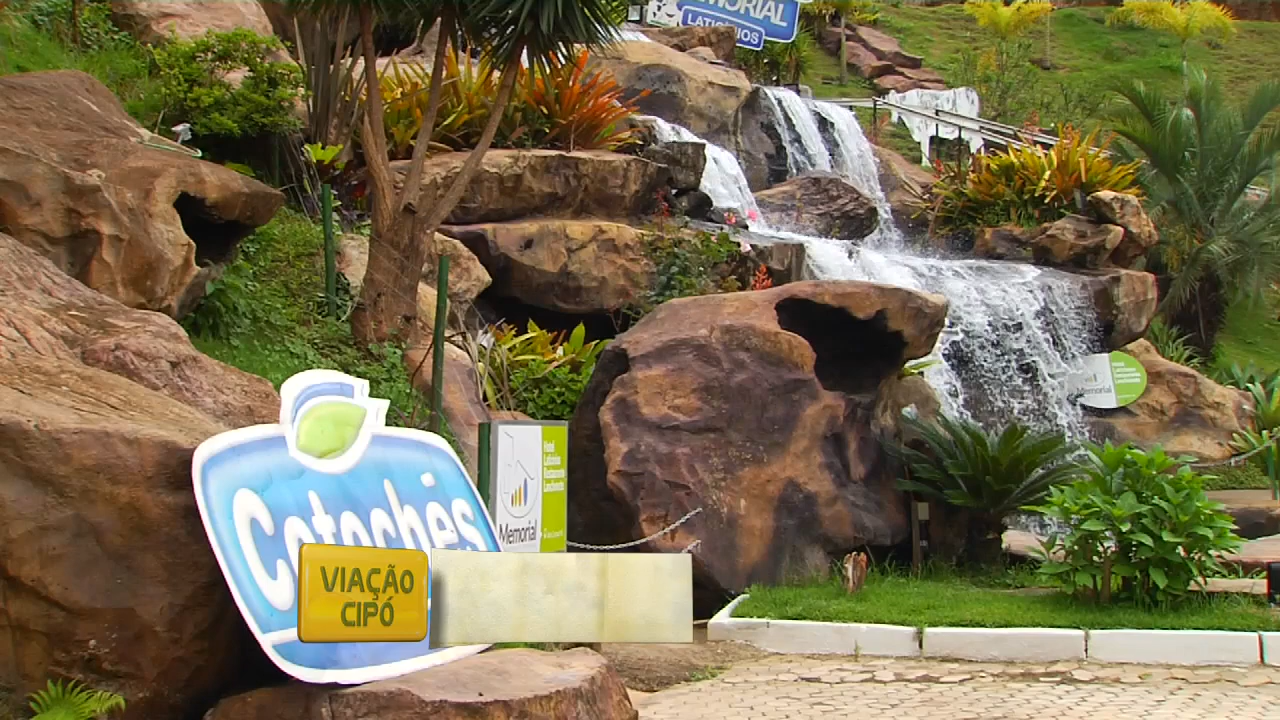 MEMORIAL
LATICÍNIOS
Memorial
Cotochés
Memorial
VIAÇÃO
CIPÓ